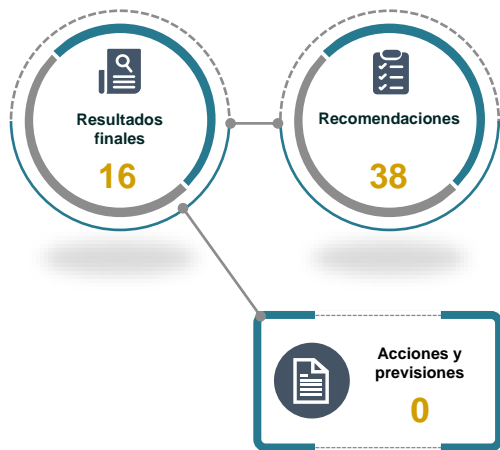 Resultados
finales
16
Recomendaciones
38
Acciones y
previsiones
0